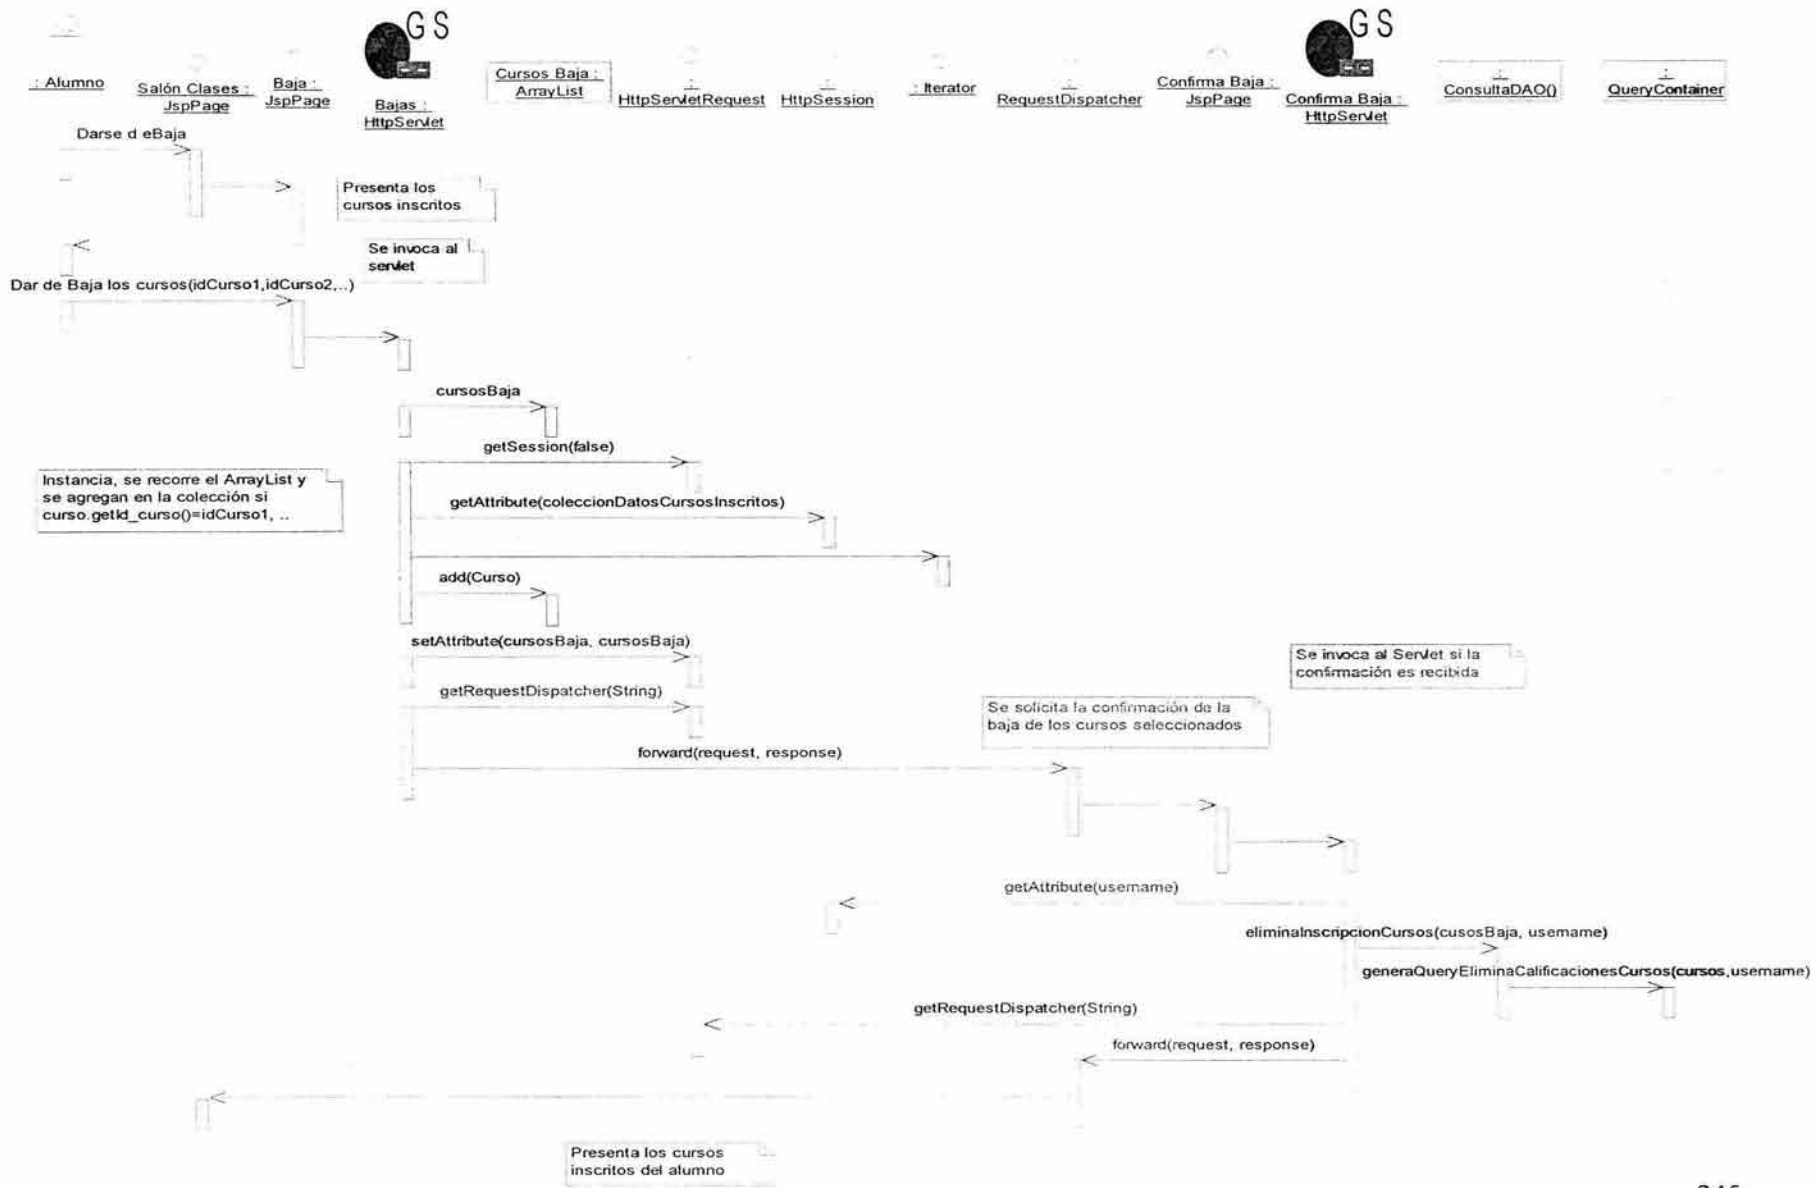 GS
GS
: Alumno
Salón Clases :
JspPage
Baja :
JspPage
Bajas :
HttpServlet
Cursos Baja :
ArrayList
:
HttpServletRequest
:
HttpSession
: Iterator
:
RequestDispatcher
Confirma Baja :
JspPage
Confirma Baja :
HttpServlet
:
ConsultaDAO()
:
QueryContainer
Darse d eBaja
Presenta los
cursos inscritos
Se invoca al
servlet
Dar de Baja los cursos(idCurso1,idCurso2,...)
cursosBaja
getSession(false)
Instancia, se recorre el ArrayList y
se agregan en la colección si
curso.getId_curso()=idCurso1, ..
getAttribute(coleccionDatosCursosInscritos)
add(Curso)
setAttribute(cursosBaja, cursosBaja)
Se invoca al Servlet si la
confirmación es recibida
getRequestDispatcher(String)
Se solicita la confirmación de la
baja de los cursos seleccionados
forward(request, response)
getAttribute(username)
eliminaInscripcionCursos(cusosBaja, username)
generaQueryEliminaCalificacionesCursos(cursos,username)
getRequestDispatcher(String)
forward(request, response)
Presenta los cursos
inscritos del alumno